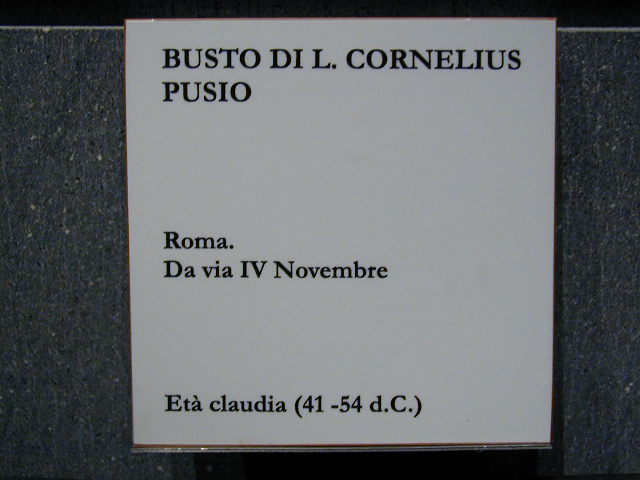 BUSTO DI L. CORNELIUS
PUSIO
Roma.
Da via IV Novembre
Età claudia (41 -54 d.C.)